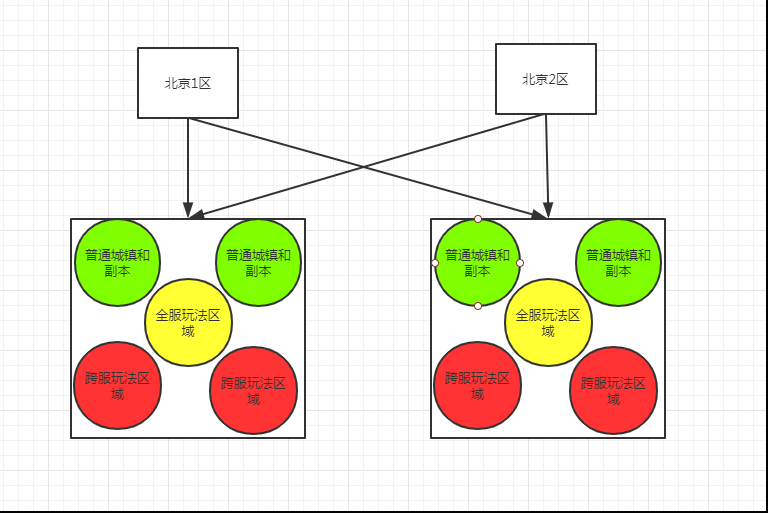 北京1区
北京2区
普通城镇和
副本
普通城镇和
副本
全服玩法区
域
跨服玩法区
域
跨服玩法区
域
普通城镇和
副本
普通城镇和
副本
全服玩法区
域
跨服玩法区
域
跨服玩法区
域